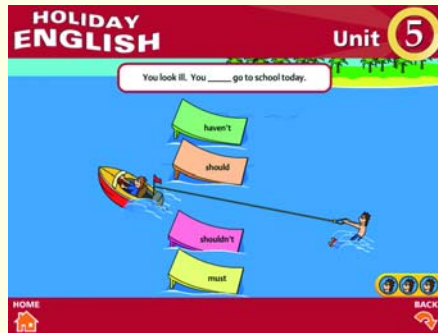 HOLIDAY
ENGLISH
Unit 5
You look ill. You _____ go to school today.
haven't
should
shouldn't
must
HOME
BACK